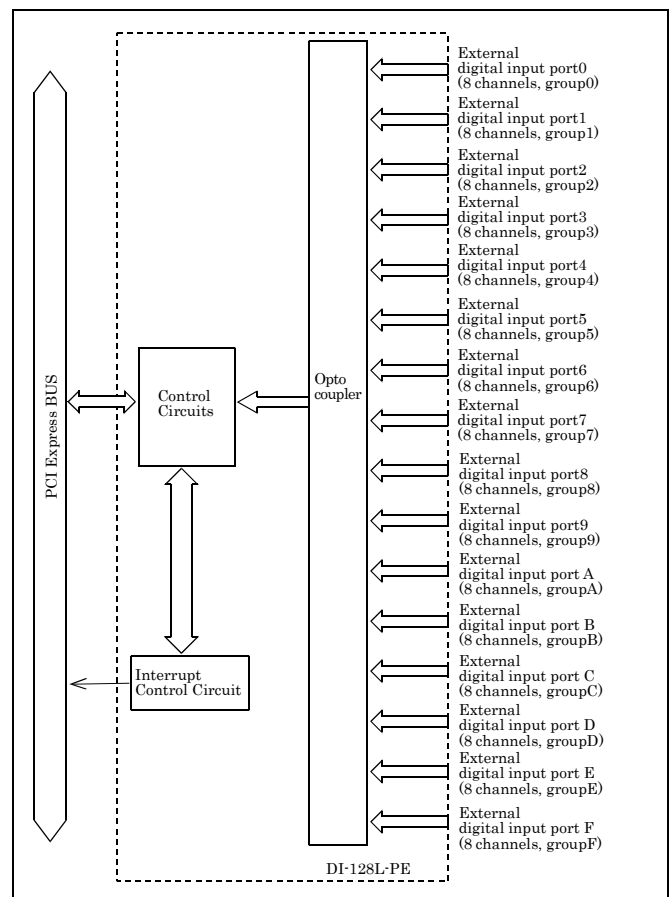 PCI Express BUS
Control
Circuits
Interrupt
Control Circuit
Opto
coupler
External
digital input port0
(8 channels, group0)
External
digital input port1
(8 channels, group1)
External
digital input port2
(8 channels, group2)
External
digital input port3
(8 channels, group3)
External
digital input port4
(8 channels, group4)
External
digital input port5
(8 channels, group5)
External
digital input port6
(8 channels, group6)
External
digital input port7
(8 channels, group7)
External
digital input port8
(8 channels, group8)
External
digital input port9
(8 channels, group9)
External
digital input port A
(8 channels, groupA)
External
digital input port B
(8 channels, groupB)
External
digital input port C
(8 channels, groupC)
External
digital input port D
(8 channels, groupD)
External
digital input port E
(8 channels, groupE)
External
digital input port F
(8 channels, groupF)
DI-128L-PE